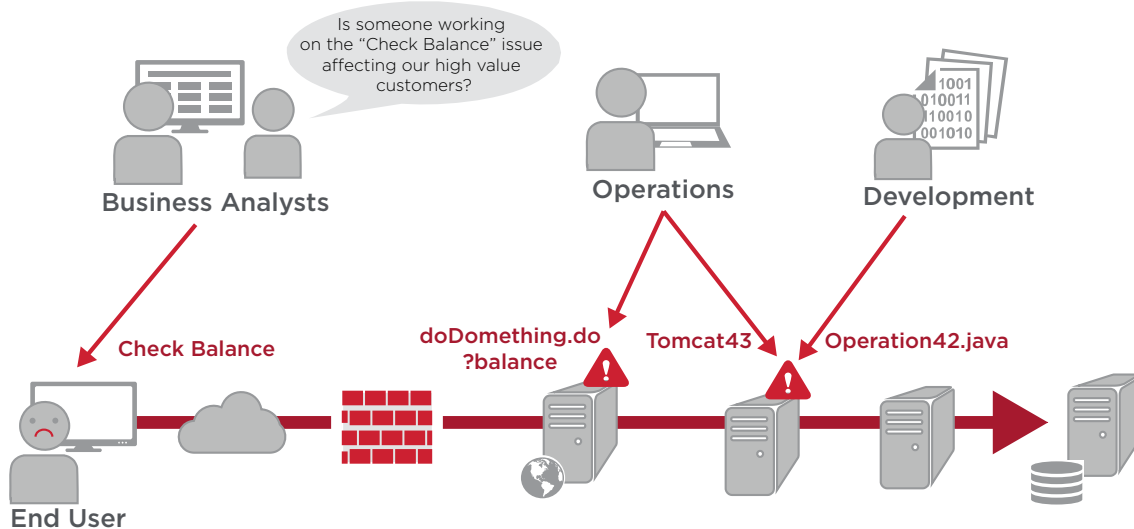 Is someone working
on the “Check Balance” issue
affecting our high value
customers?
1001
010011
110010
001010
Business Analysts
Operations
Development
Check Balance
doDomething.do
?balance
Tomcat43
Operation42.java
End User